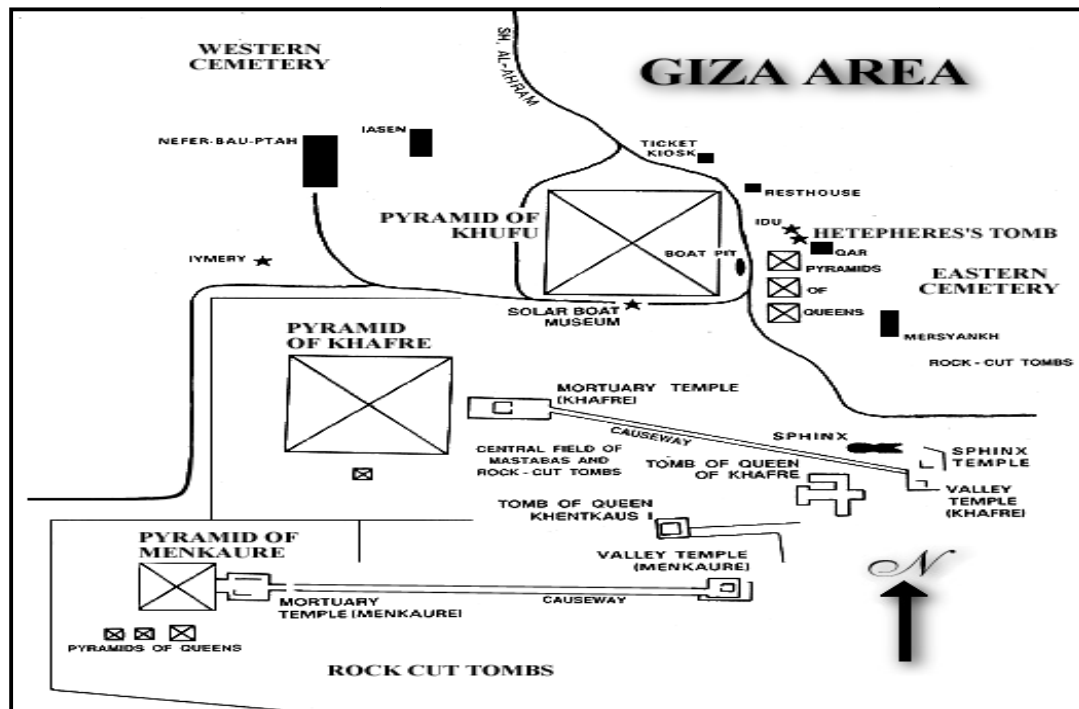 WESTERN
CEMETERY
SH. AL-AHRAM
GIZA AREA
NEFER-BAU-PTAH
IASEN
TICKET
KIOSK
RESTHOUSE
PYRAMID OF
KHUFU
IDU
HETEPHERES'S TOMB
QAR
BOAT PIT
PYRAMIDS
OF
QUEENS
EASTERN
CEMETERY
IYMERY
SOLAR BOAT
MUSEUM
MERSYANKH
ROCK-CUT TOMBS
PYRAMID
OF KHAFRE
MORTUARY TEMPLE
(KHAFRE)
CAUSEWAY
SPHINX
SPHINX
TEMPLE
CENTRAL FIELD OF
MASTABAS AND
ROCK-CUT TOMBS
TOMB OF QUEEN
OF KHAFRE
VALLEY
TEMPLE
(KHAFRE)
TOMB OF QUEEN
KHENTKAUS I
PYRAMID OF
MENKAURE
VALLEY TEMPLE
(MENKAURE)
N
MORTUARY
TEMPLE (MENKAURE)
CAUSEWAY
PYRAMIDS OF QUEENS
ROCK CUT TOMBS